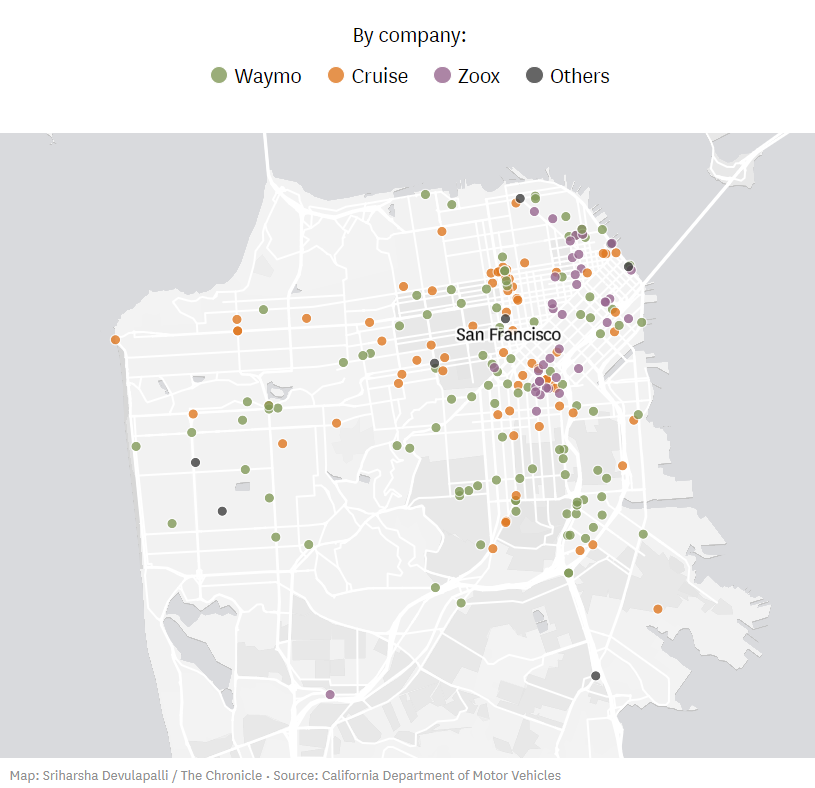 By company:
Waymo Cruise Zoox Others
San Francisco
Map: Sriharsha Devulapalli / The Chronicle · Source: California Department of Motor Vehicles